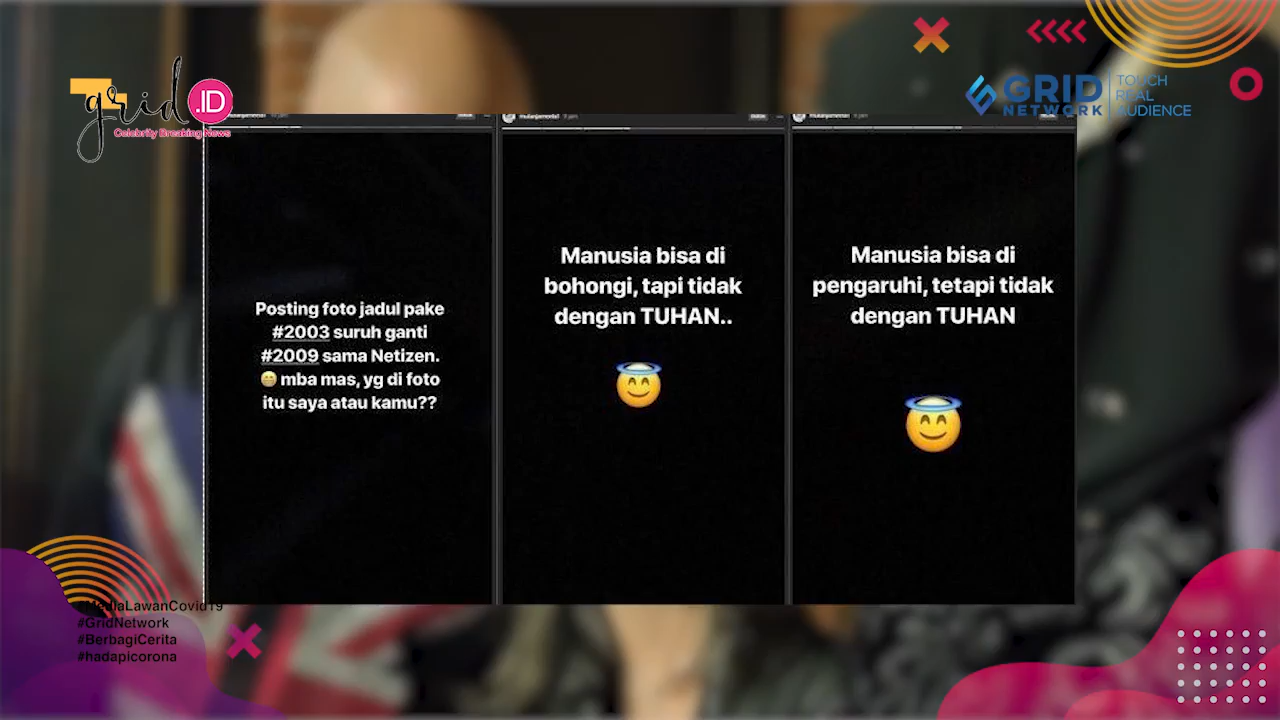 grid .ID
Celebrity Breaking News
GRID NETWORK
TOUCH
REAL
AUDIENCE
Posting foto jadul pake
#2003 suruh ganti
#2009 sama Netizen.
mba mas, yg di foto
itu saya atau kamu??
Manusia bisa di
bohongi, tapi tidak
dengan TUHAN..
Manusia bisa di
pengaruhi, tetapi tidak
dengan TUHAN
#MediaLawanCovid19
#GridNetwork
#BerbagiCerita
#hadapicorona